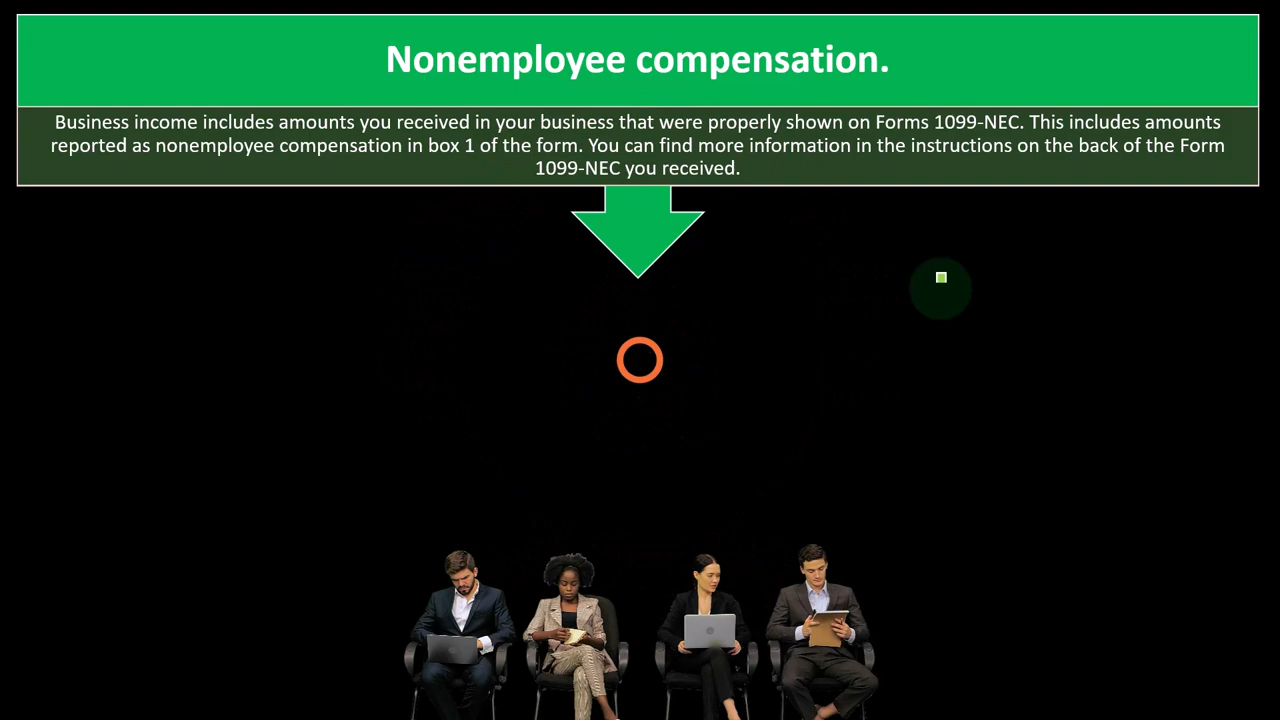 Nonemployee compensation.
Business income includes amounts you received in your business that were properly shown on Forms 1099-NEC. This includes amounts
reported as nonemployee compensation in box 1 of the form. You can find more information in the instructions on the back of the Form
1099-NEC you received.